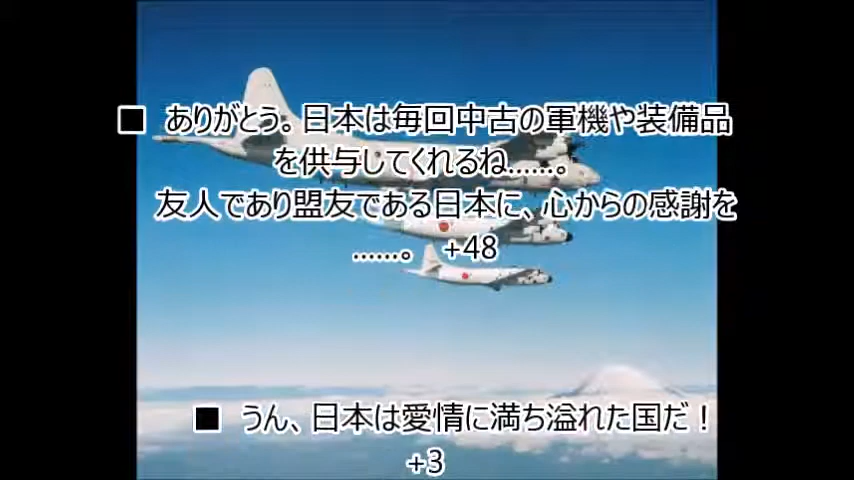 ■ ありがとう。日本は毎回中古の軍機や装備品
を供与してくれるね……。
友人であり盟友である日本に、心からの感謝を
……。 +48
■ うん、日本は愛情に満ち溢れた国だ！
+3